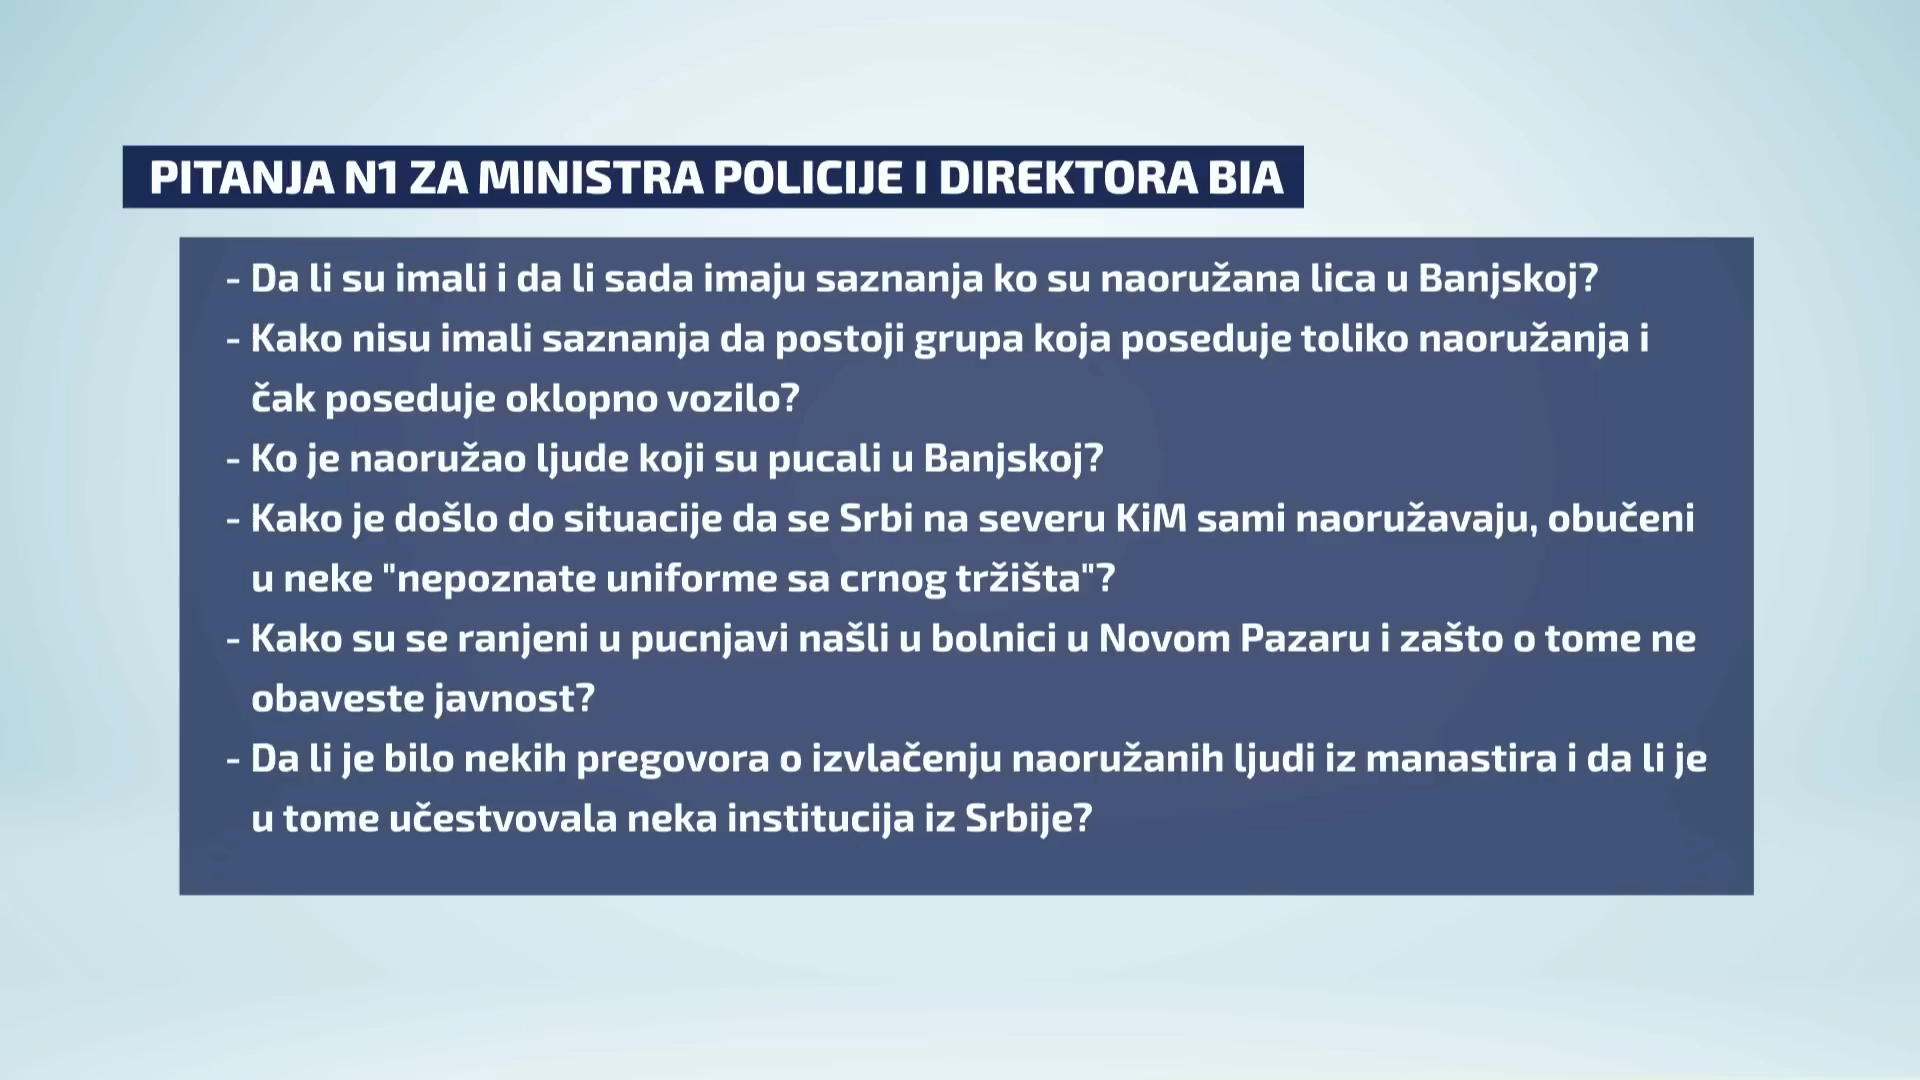 PITANJA N1 ZA MINISTRA POLICIJE I DIREKTORA BIA
- Da li su imali i da li sada imaju saznanja ko su naoružana lica u Banjskoj?
- Kako nisu imali saznanja da postoji grupa koja poseduje toliko naoružanja i
čak poseduje oklopno vozilo?
- Ko je naoružao ljude koji su pucali u Banjskoj?
- Kako je došlo do situacije da se Srbi na severu KiM sami naoružavaju, obučeni
u neke "nepoznate uniforme sa crnog tržišta"?
- Kako su se ranjeni u pucnjavi našli u bolnici u Novom Pazaru i zašto o tome ne
obaveste javnost?
- Da li je bilo nekih pregovora o izvlačenju naoružanih ljudi iz manastira i da li je
u tome učestvovala neka institucija iz Srbije?